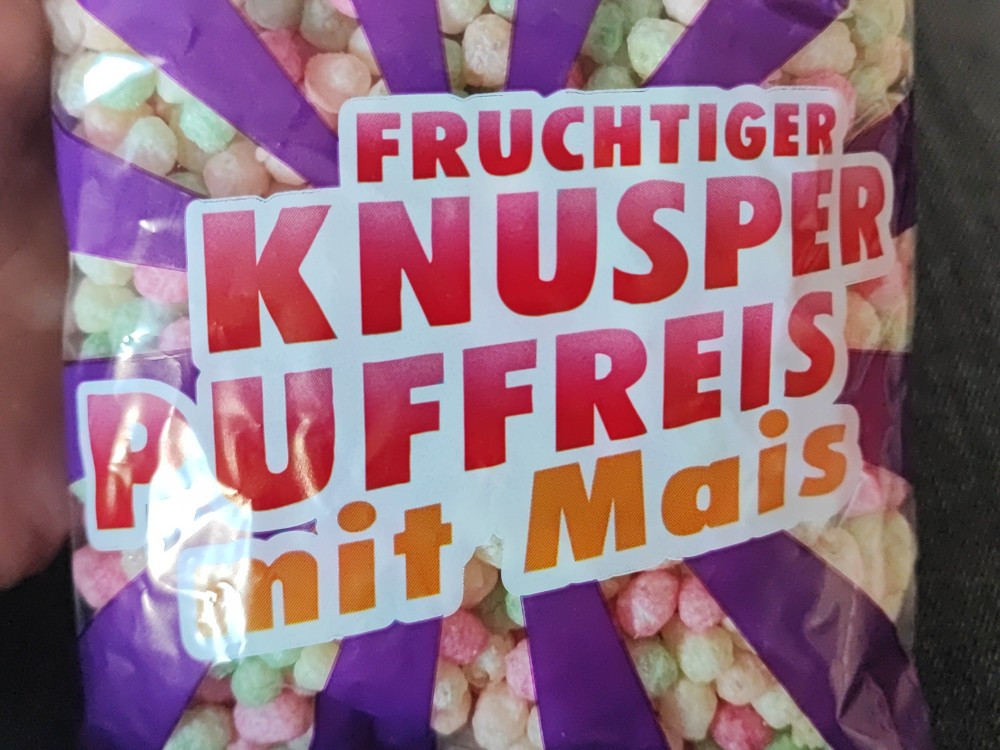 FRUCHTIGER
KNUSPER
PUFFREIS
mit Mais